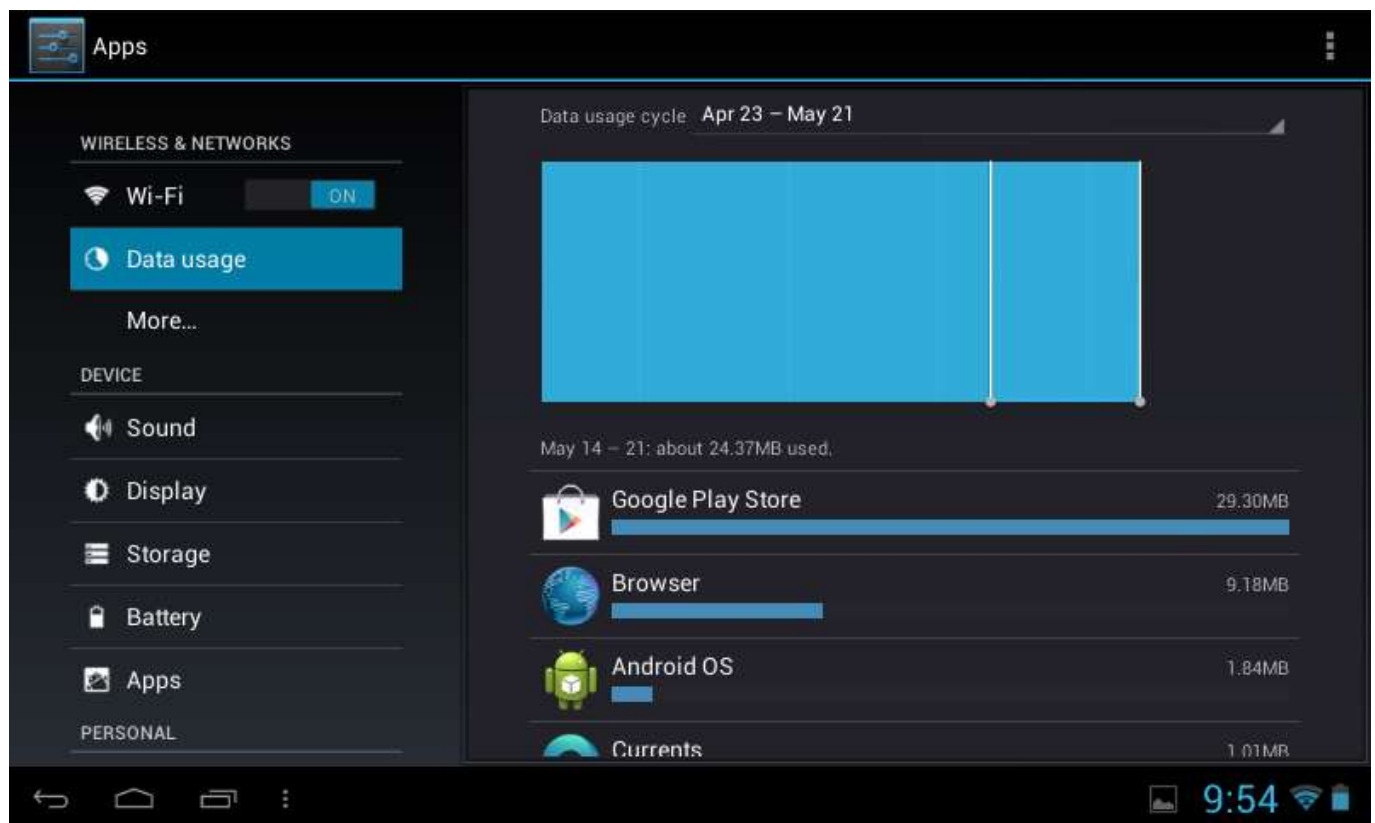 Apps
WIRELESS & NETWORKS
Wi-Fi ON
Data usage
More...
DEVICE
Sound
Display
Storage
Battery
Apps
PERSONAL
Data usage cycle Apr 23 – May 21
May 14 – 21: about 24.37MB used.
Google Play Store 29.30MB
Browser 9.18MB
Android OS 1.84MB
Currents 1.01MB
9:54